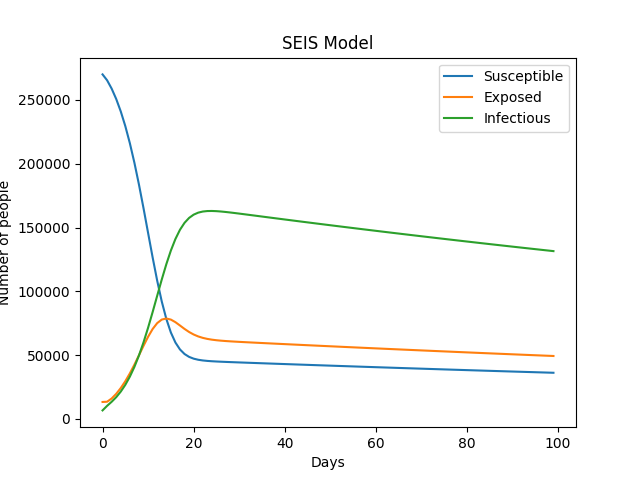 SEIS Model
Susceptible
Exposed
Infectious
Number of people
250000
200000
150000
100000
50000
0
0 20 40 60 80 100
Days